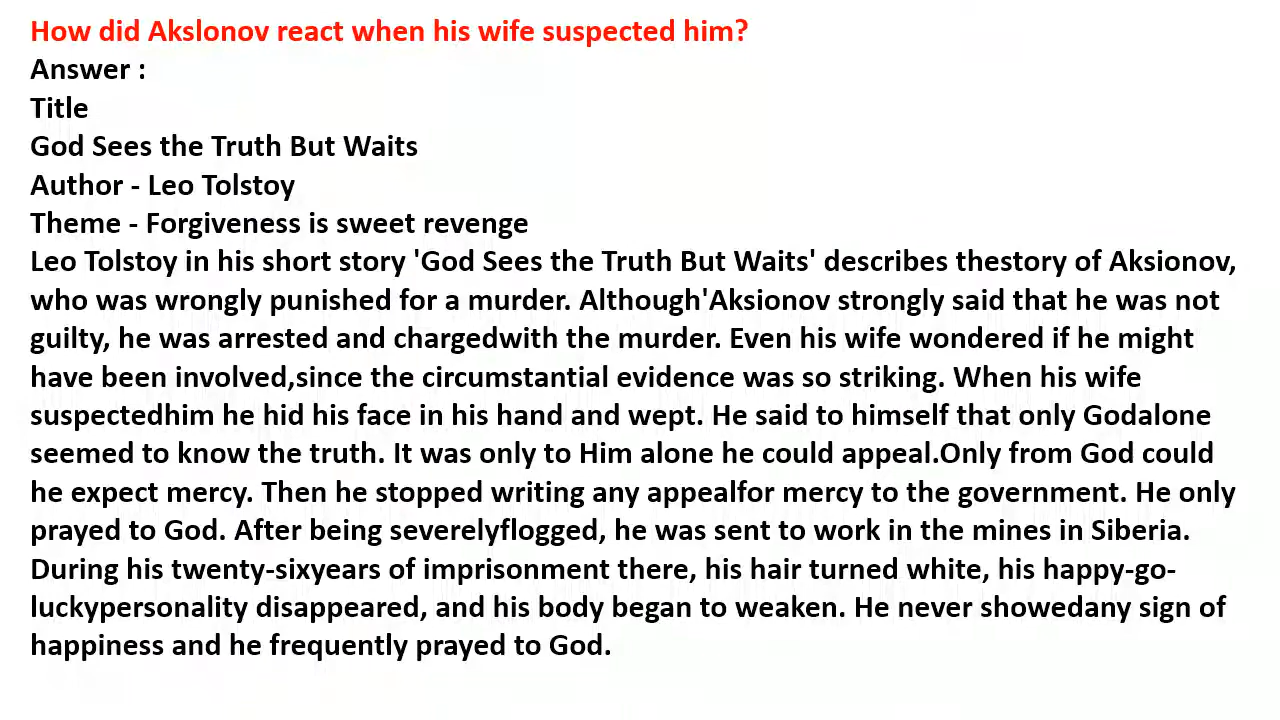 How did Akslonov react when his wife suspected him?
Answer :
Title
God Sees the Truth But Waits
Author - Leo Tolstoy
Theme - Forgiveness is sweet revenge
Leo Tolstoy in his short story 'God Sees the Truth But Waits' describes thestory of Aksionov,
who was wrongly punished for a murder. Although'Aksionov strongly said that he was not
guilty, he was arrested and chargedwith the murder. Even his wife wondered if he might
have been involved,since the circumstantial evidence was so striking. When his wife
suspectedhim he hid his face in his hand and wept. He said to himself that only Godalone
seemed to know the truth. It was only to Him alone he could appeal.Only from God could
he expect mercy. Then he stopped writing any appealfor mercy to the government. He only
prayed to God. After being severelyflogged, he was sent to work in the mines in Siberia.
During his twenty-sixyears of imprisonment there, his hair turned white, his happy-go-
luckypersonality disappeared, and his body began to weaken. He never showedany sign of
happiness and he frequently prayed to God.